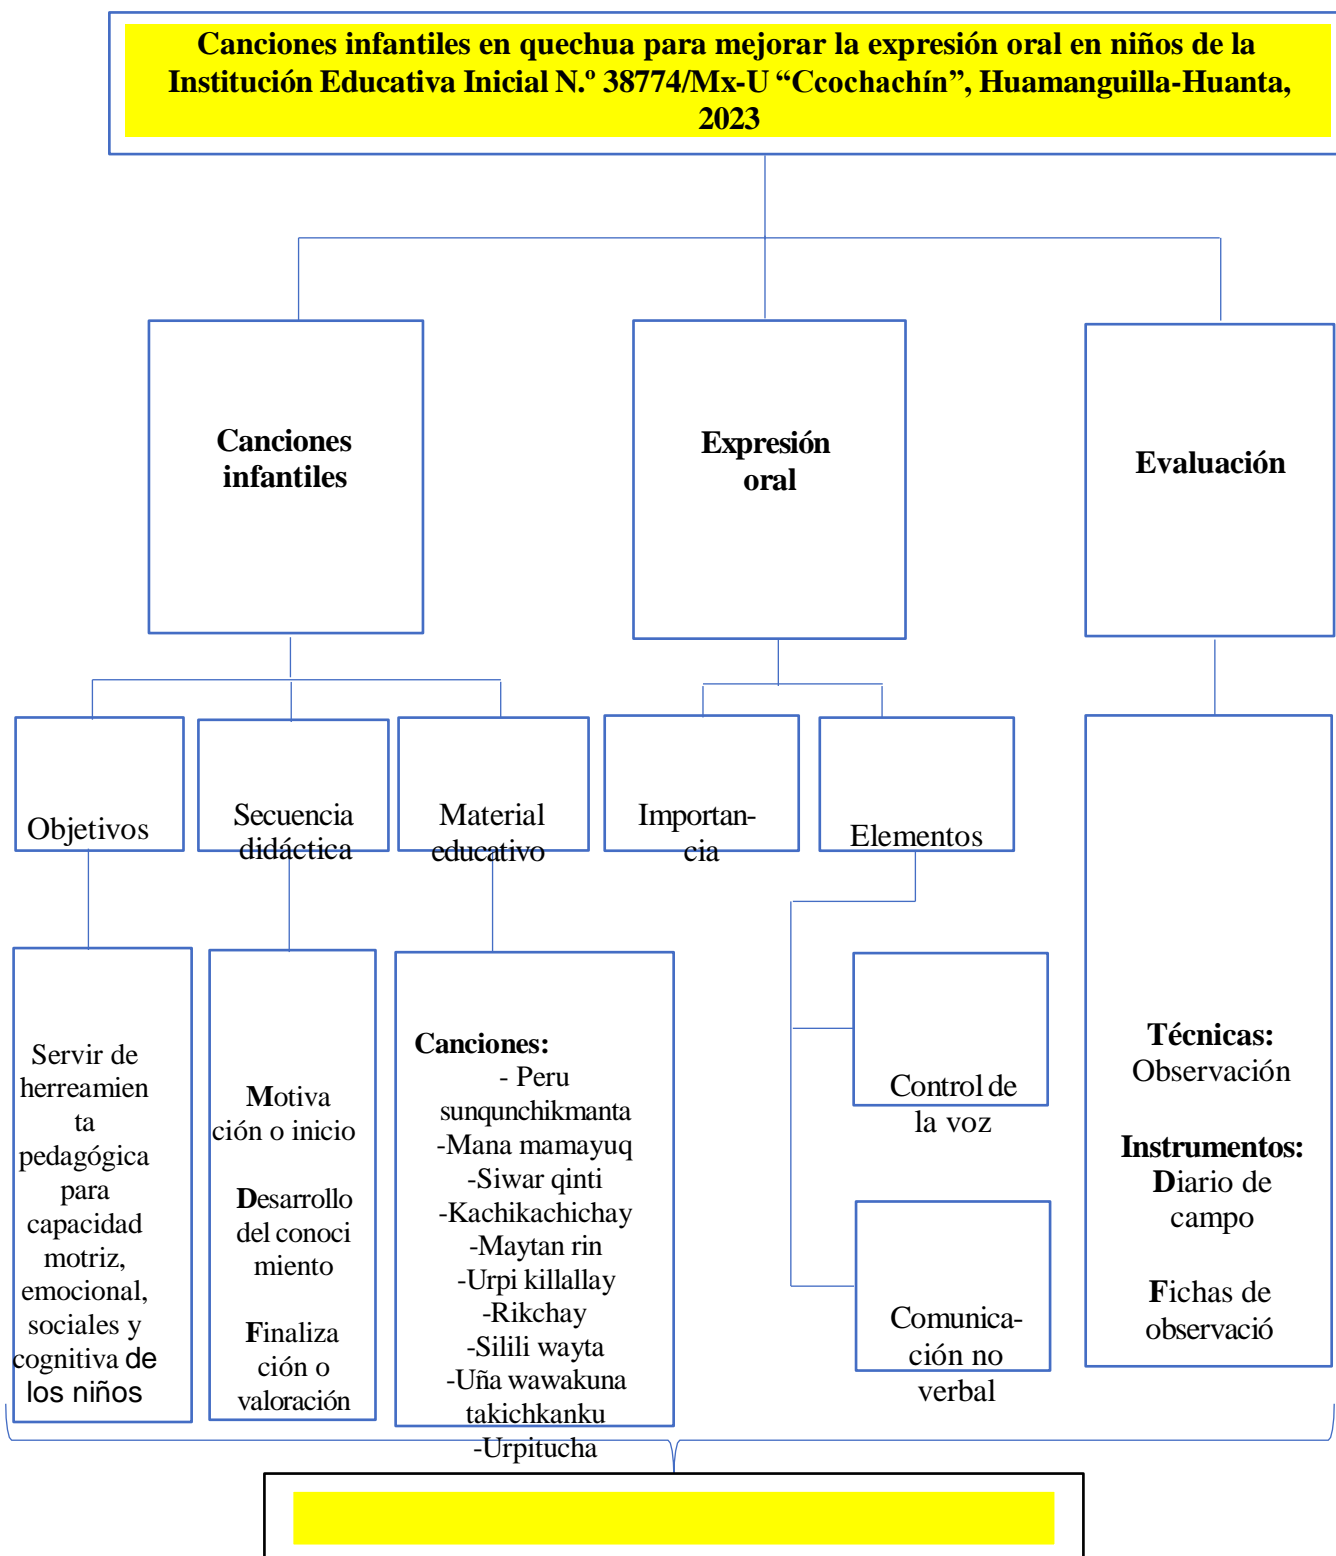 Canciones infantiles en quechua para mejorar la expresión oral en niños de la
Institución Educativa Inicial N.º 38774/Mx-U “Ccochachín”, Huamanguilla-Huanta,
2023
Canciones
infantiles
Expresión
oral
Evaluación
Objetivos
Secuencia
didáctica
Material
educativo
Importan-
cia
Elementos
Servir de
herreamien
ta
pedagógica
para
capacidad
motriz,
emocional,
sociales y
cognitiva de
los niños
Motiva
ción o inicio
Desarrollo
del conoci
miento
Finaliza
ción o
valoración
Canciones:
- Peru
sunqunchikmanta
-Mana mamayuq
-Siwar qinti
-Kachikachichay
-Maytan rin
-Urpi killallay
-Rikchay
-Silili wayta
-Uña wawakuna
takichkanku
-Urpitucha
Control de
la voz
Comunica-
ción no
verbal
Técnicas:
Observación
Instrumentos:
Diario de
campo
Fichas de
observació